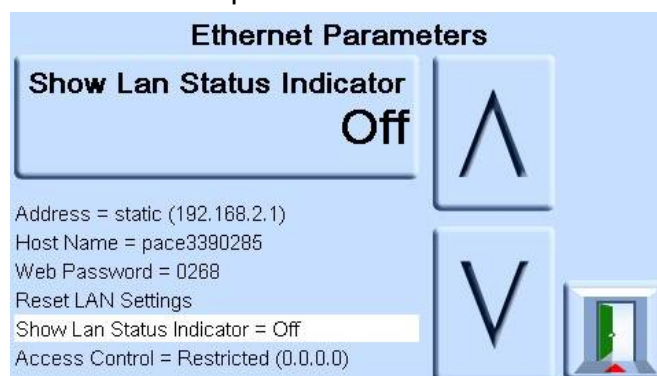 Ethernet Parameters
Show Lan Status Indicator
Off
Address = static (192.168.2.1)
Host Name = pace3390285
Web Password = 0268
Reset LAN Settings
Show Lan Status Indicator = Off
Access Control = Restricted (0.0.0.0)